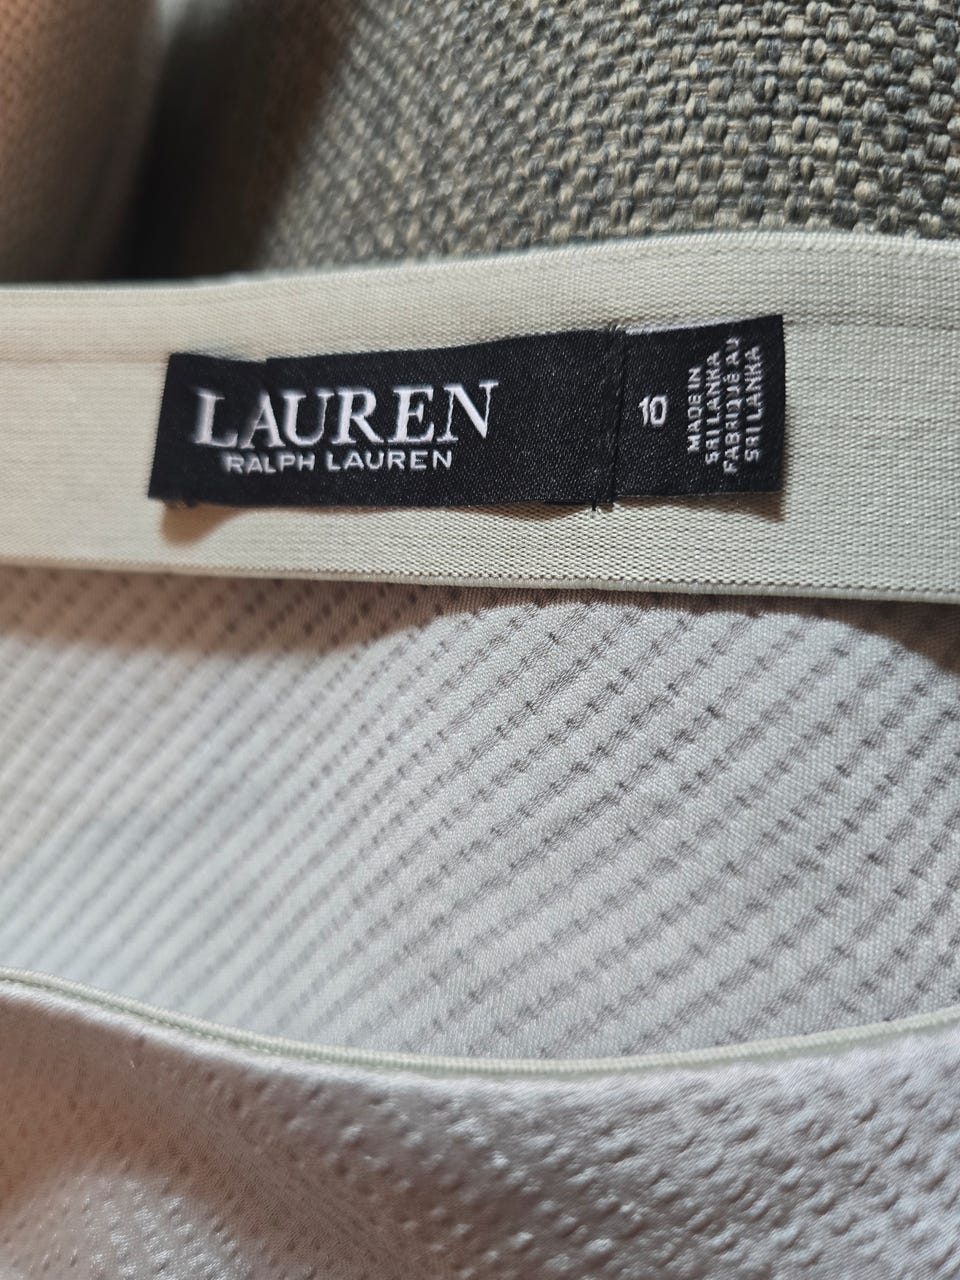 LAUREN
RALPH LAUREN
10
MADE IN
SRI LANKA
FABRIQUÉ AU
SRI LANKA